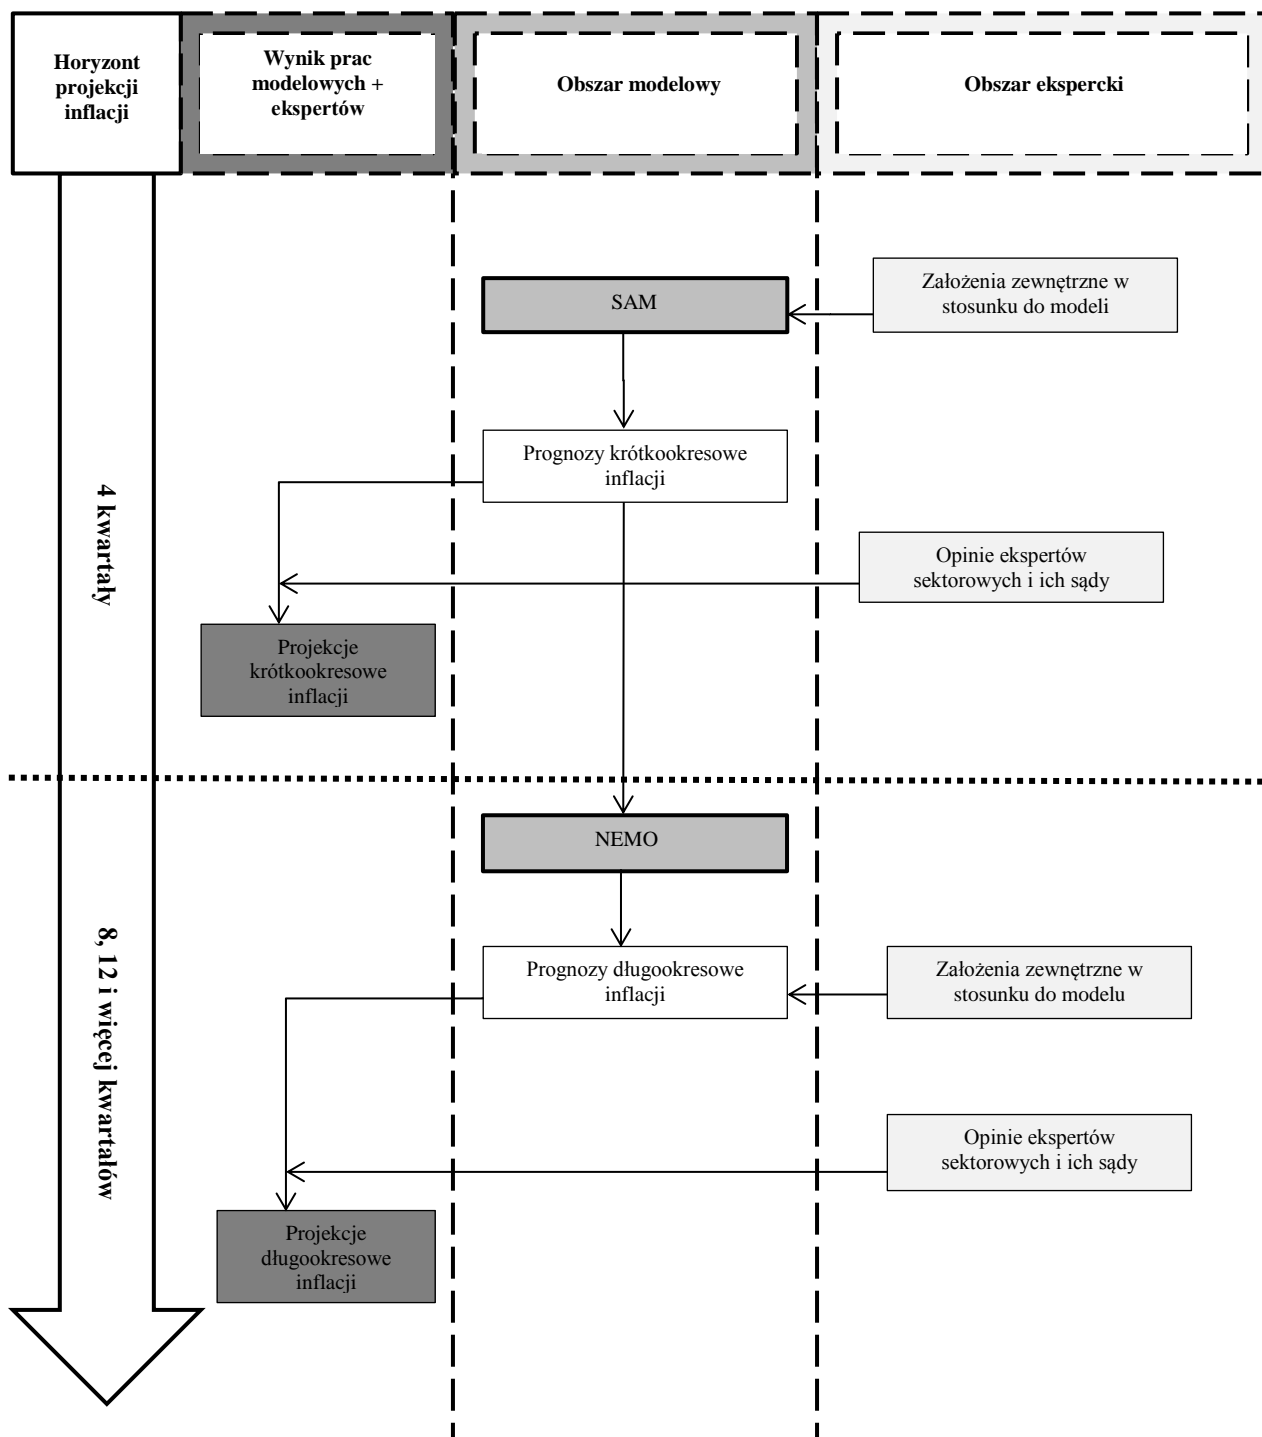 Horyzont
projekcji
inflacji
Wynik prac
modelowych +
ekspertów
Obszar modelowy
Obszar ekspercki
Założenia zewnętrzne w
stosunku do modeli
SAM
Prognozy krótkookresowe
inflacji
4 kwartały
Opinie ekspertów
sektorowych i ich sądy
Projekcje
krótkookresowe
inflacji
NEMO
8, 12 i więcej kwartałów
Prognozy długookresowe
inflacji
Założenia zewnętrzne w
stosunku do modelu
Opinie ekspertów
sektorowych i ich sądy
Projekcje
długookresowe
inflacji